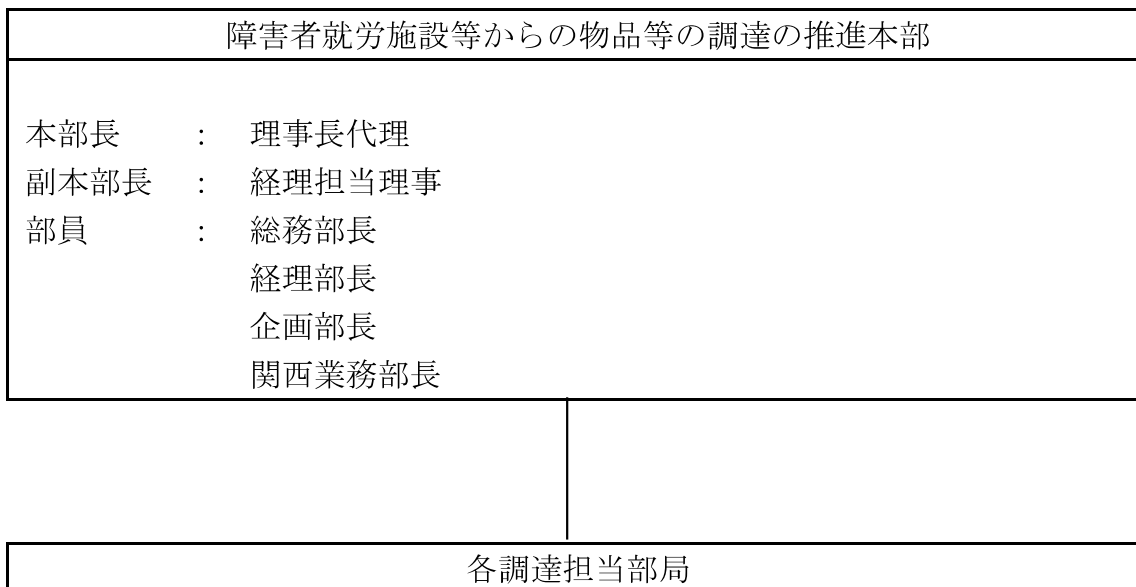 障害者就労施設等からの物品等の調達の推進本部
本部長 : 理事長代理
副本部長 : 経理担当理事
部員 : 総務部長
経理部長
企画部長
関西業務部長
各調達担当部局